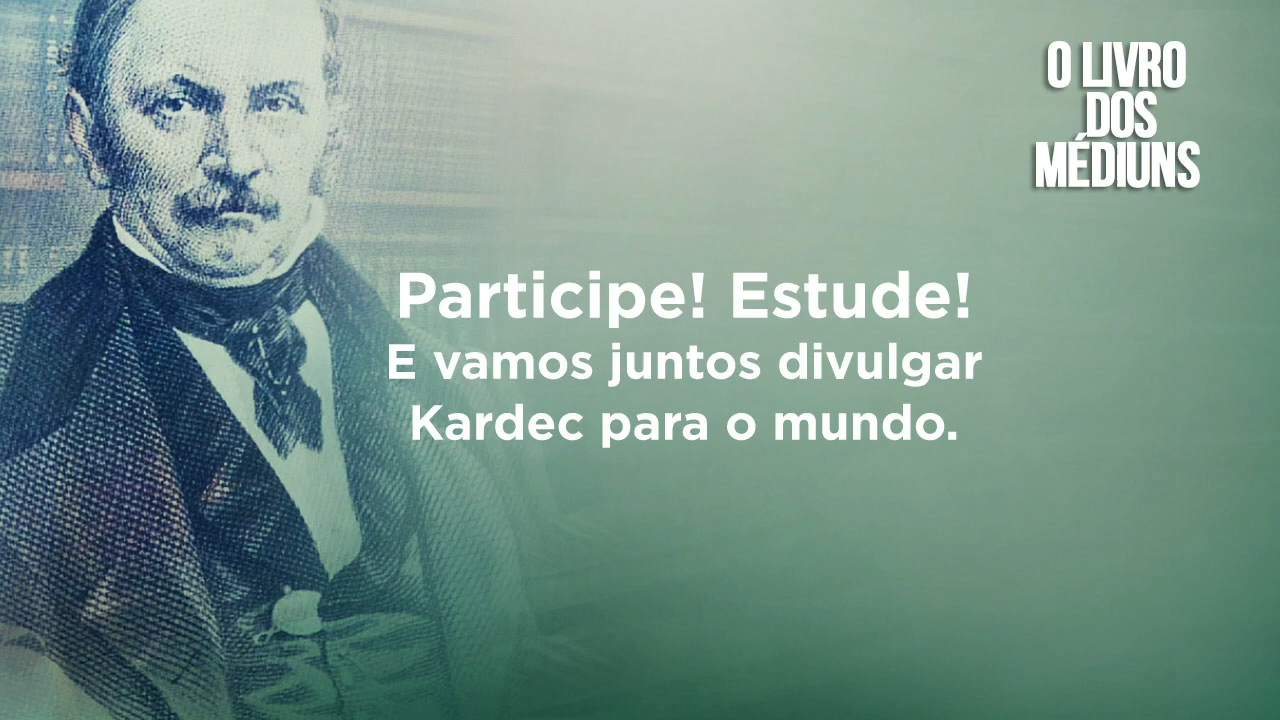 O LIVRO
DOS
MÉDIUNS
Participe! Estude!
E vamos juntos divulgar
Kardec para o mundo.